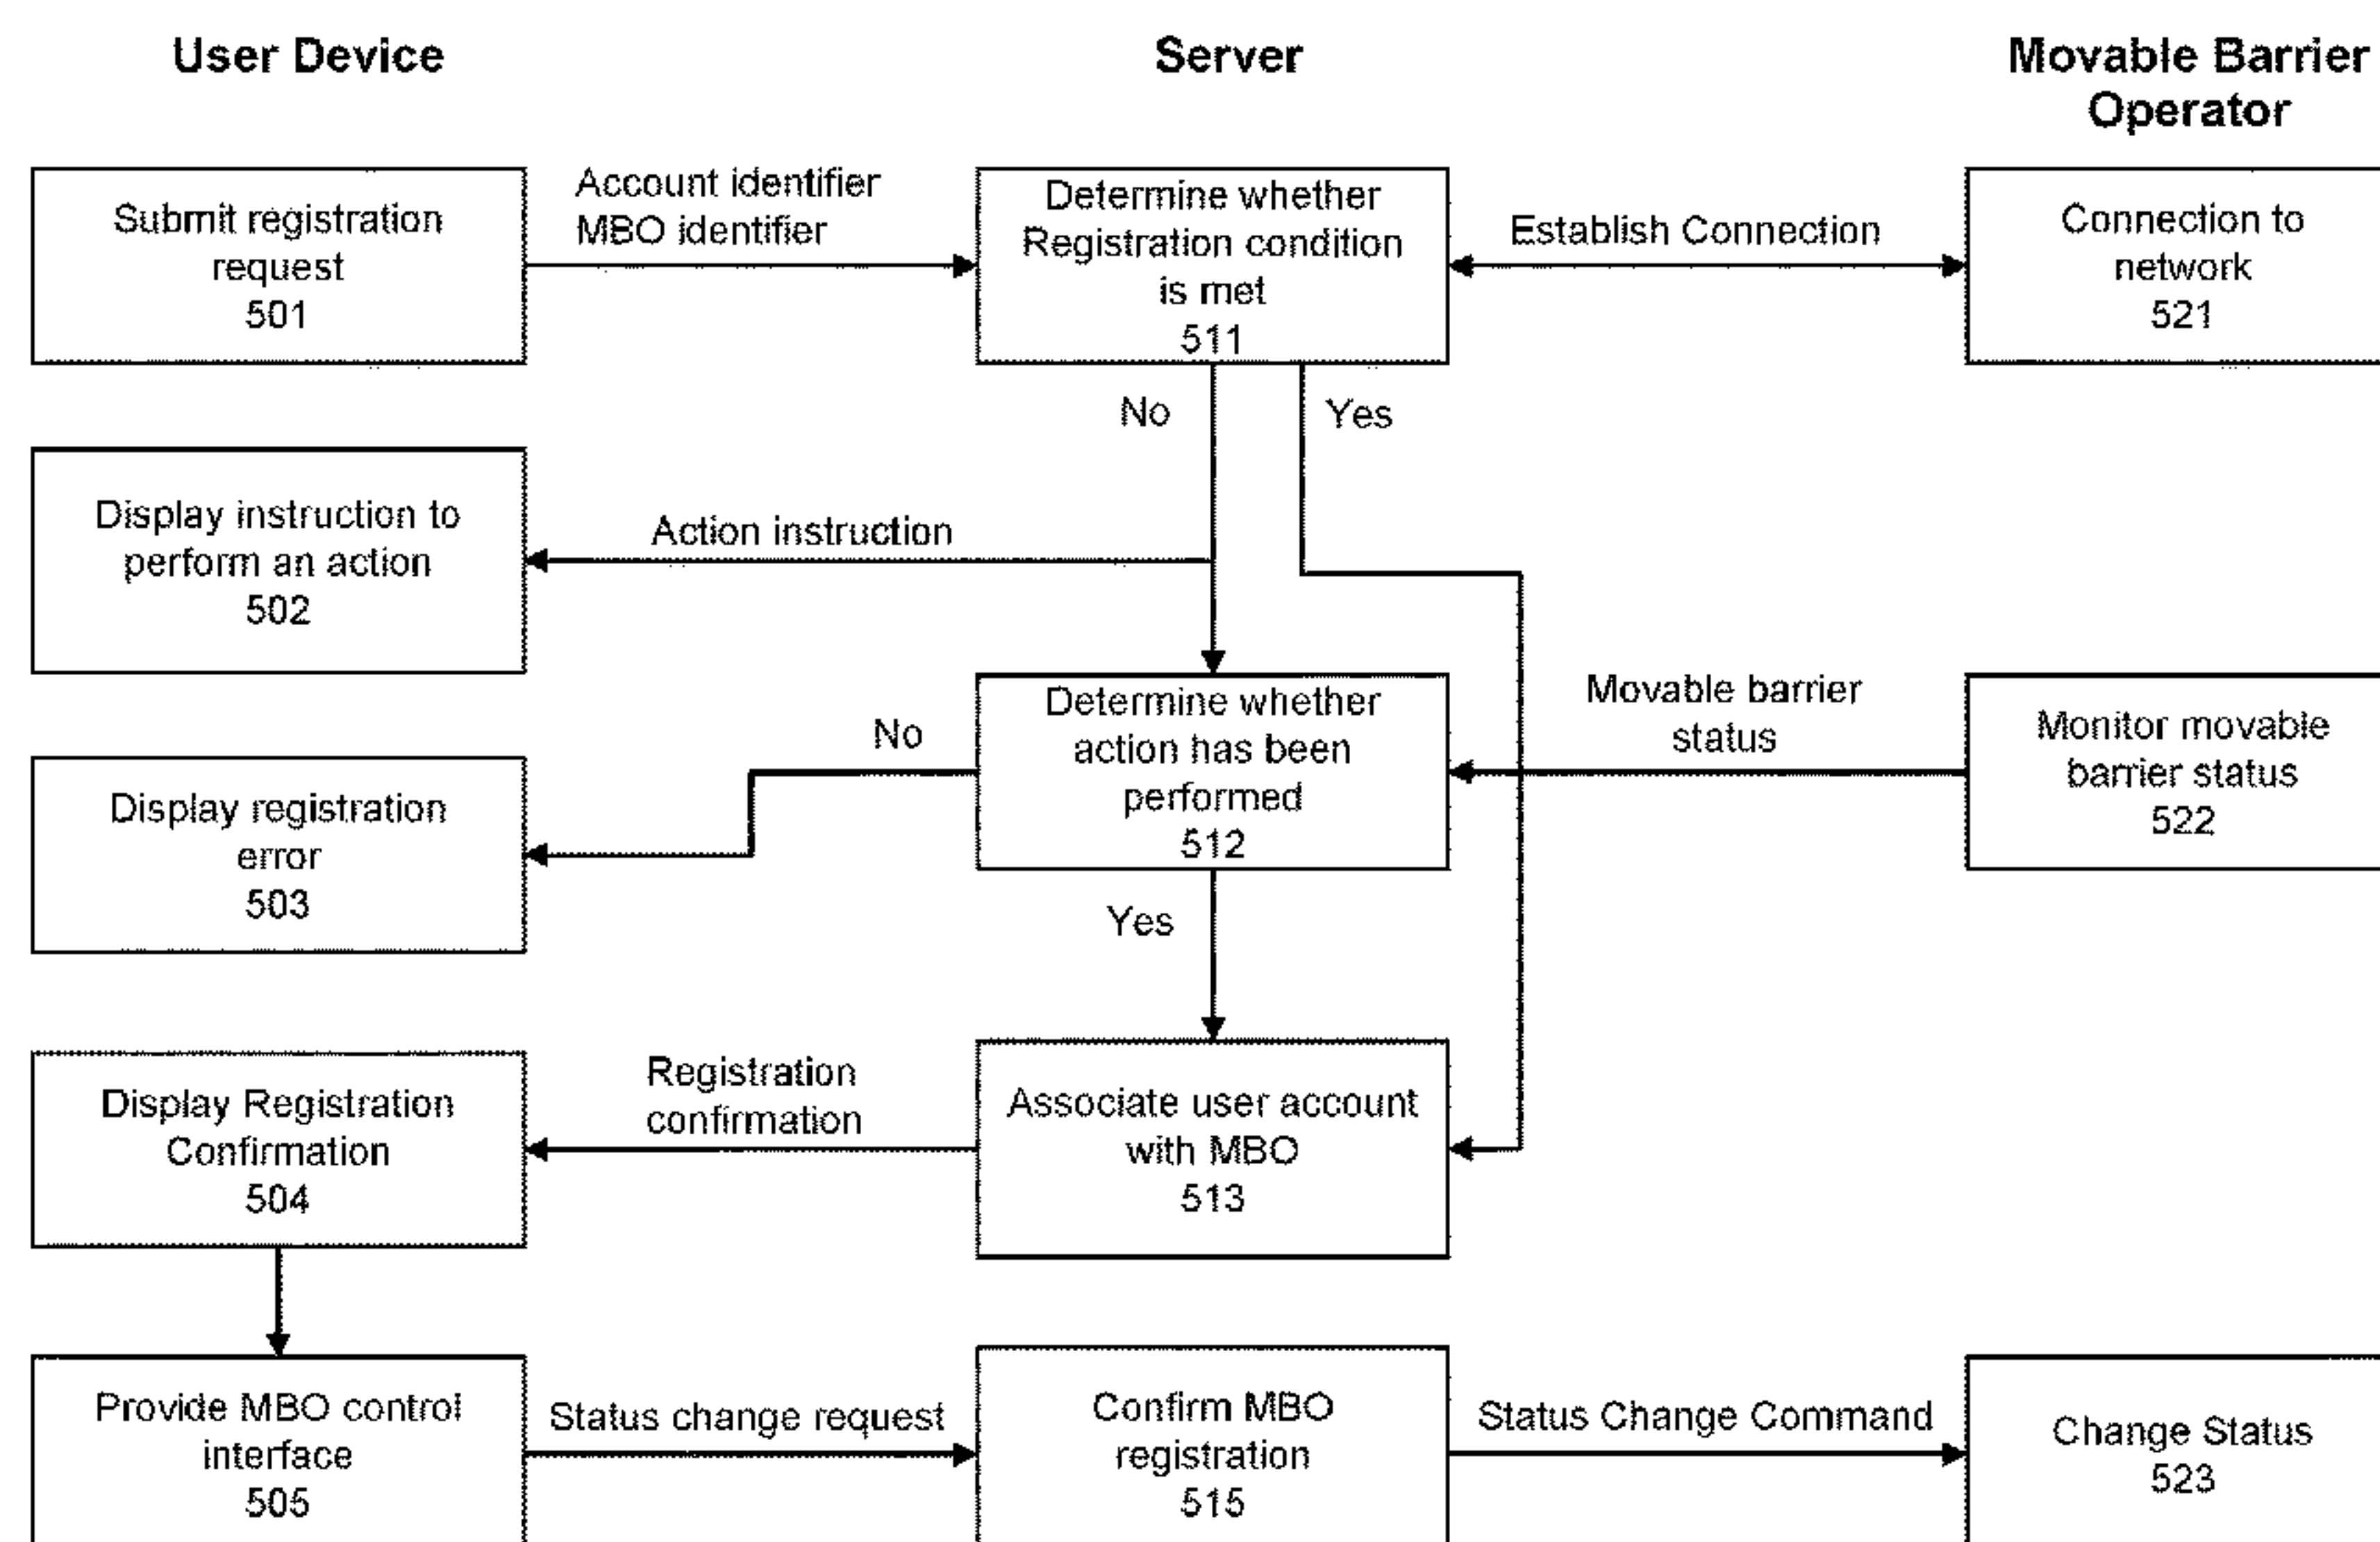 User Device
Server
Movable Barrier
Operator
Submit registration
request
501
Account identifier
MBO identifier
Determine whether
Registration condition
is met
511
Establish Connection
Connection to
network
521
No
Yes
Display instruction to
perform an action
502
Action instruction
Determine whether
action has been
performed
512
Movable barrier
status
Monitor movable
barrier status
522
No
Display registration
error
503
Yes
Display Registration
Confirmation
504
Registration
confirmation
Associate user account
with MBO
513
Provide MBO control
interface
505
Status change request
Confirm MBO
registration
515
Status Change Command
Change Status
523